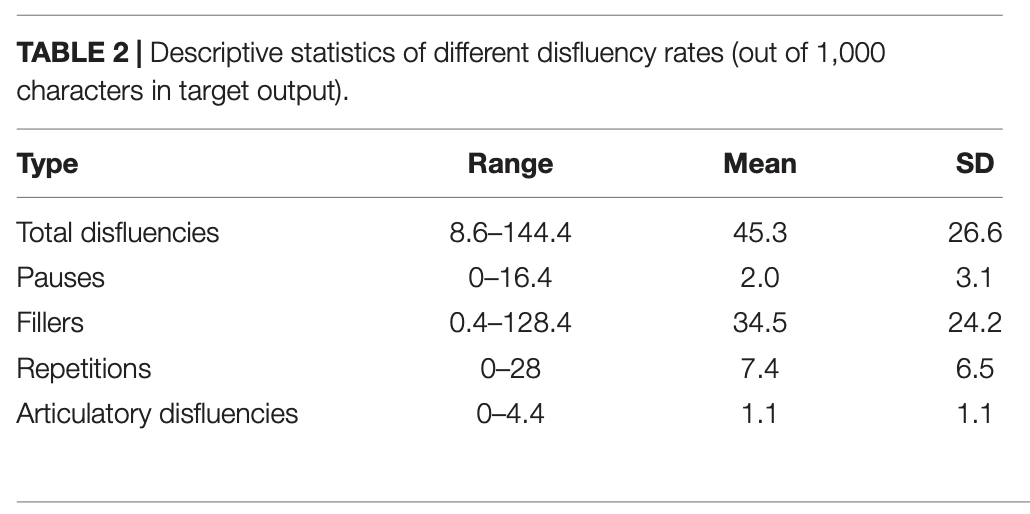 TABLE 2 | Descriptive statistics of different disfluency rates (out of 1,000
characters in target output).
Type Range Mean SD
Total disfluencies 8.6–144.4 45.3 26.6
Pauses 0–16.4 2.0 3.1
Fillers 0.4–128.4 34.5 24.2
Repetitions 0–28 7.4 6.5
Articulatory disfluencies 0–4.4 1.1 1.1